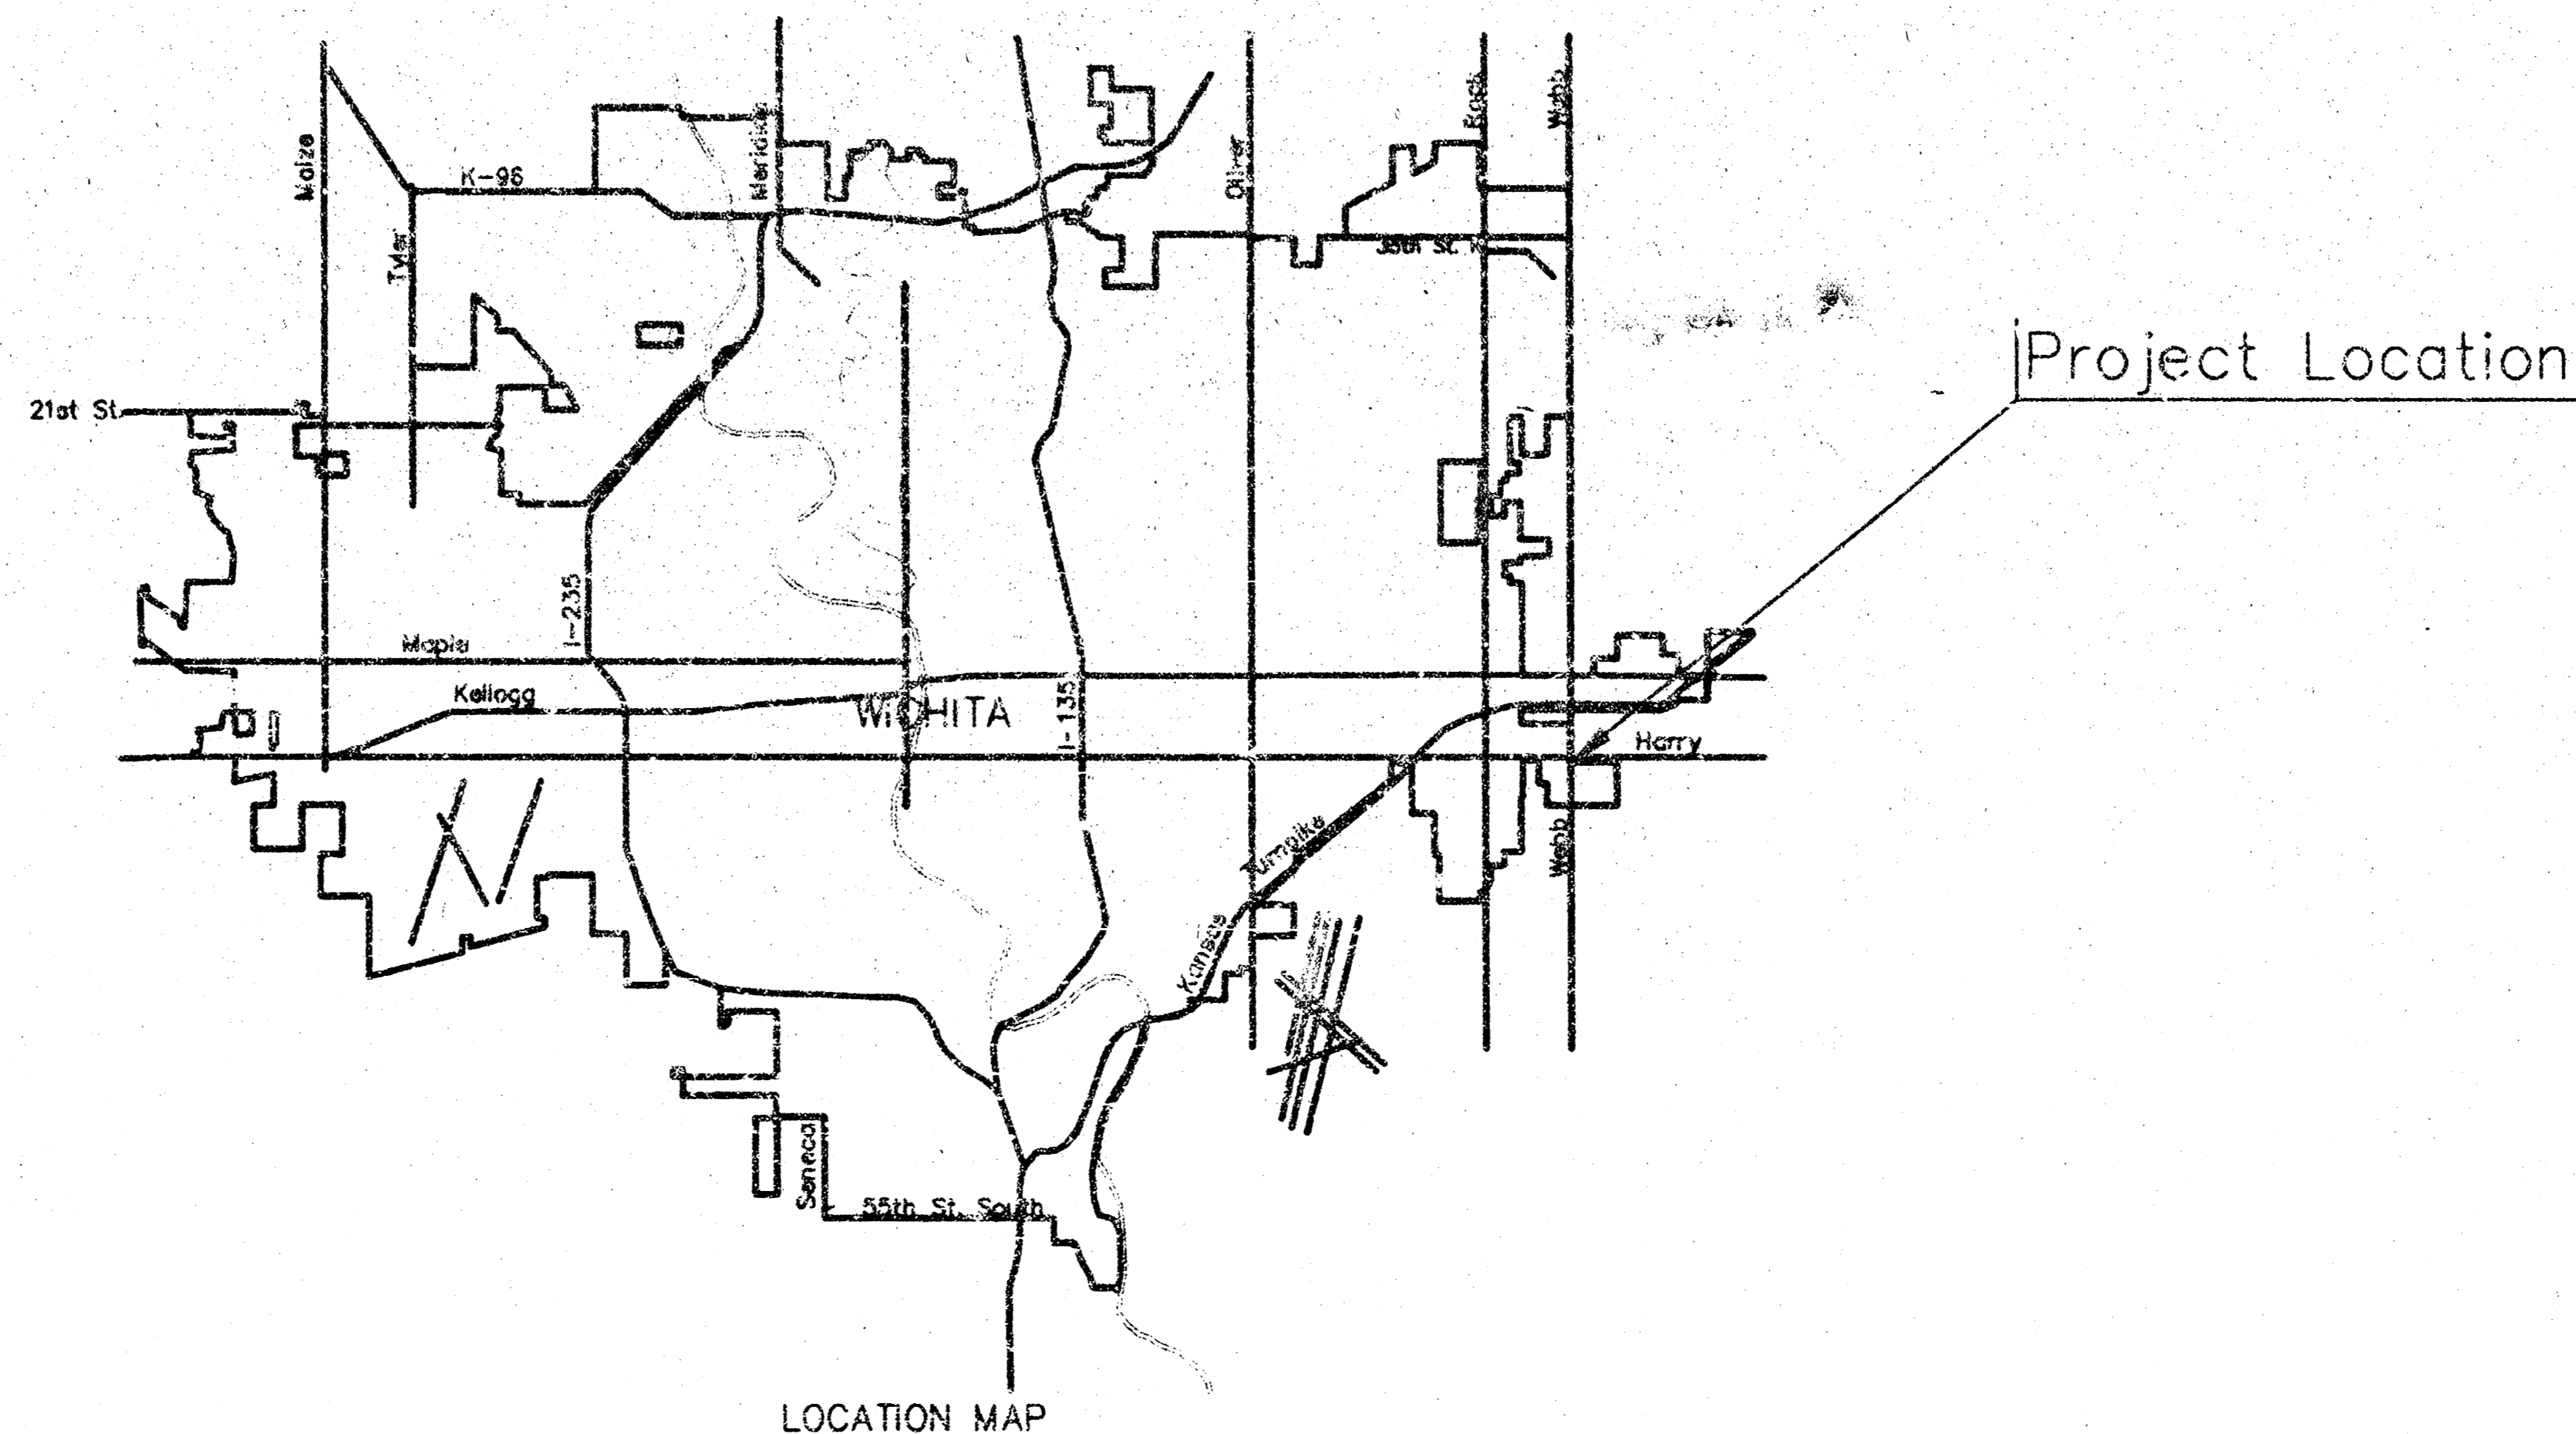 Maize
K-96
Tyler
Meridian
Oliver
Rock
Webb
35th St. N
Project Location
21st St.
I-235
Maple
Kellogg
WICHITA
I-135
Harry
Turnpike
Kansas
Webb
Seneca
55th St. South
LOCATION MAP